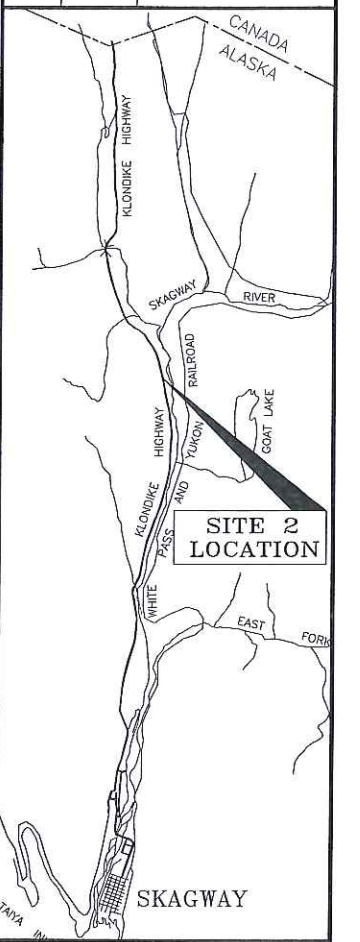 CANADA
ALASKA
KLONDIKE HIGHWAY
SKAGWAY RIVER
WHITE PASS AND YUKON RAILROAD
GOAT LAKE
KLONDIKE HIGHWAY
SITE 2
LOCATION
EAST FORK
TAIYA
SKAGWAY